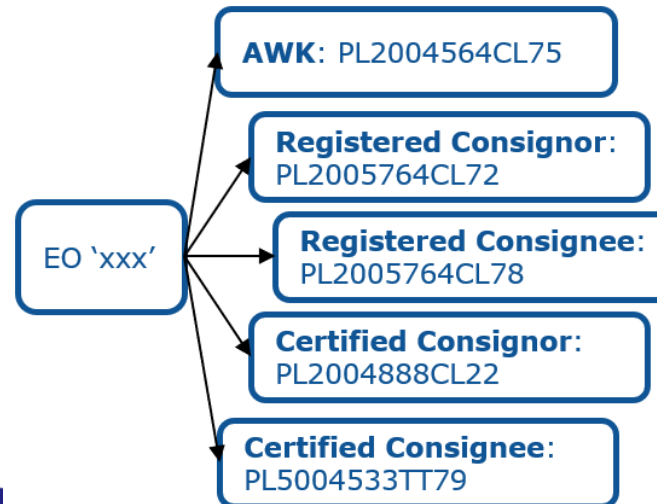 AWK: PL2004564CL75
Registered Consignor:
PL2005764CL72
EO ‘xxx’
Registered Consignee:
PL2005764CL78
Certified Consignor:
PL2004888CL22
Certified Consignee:
PL5004533TT79